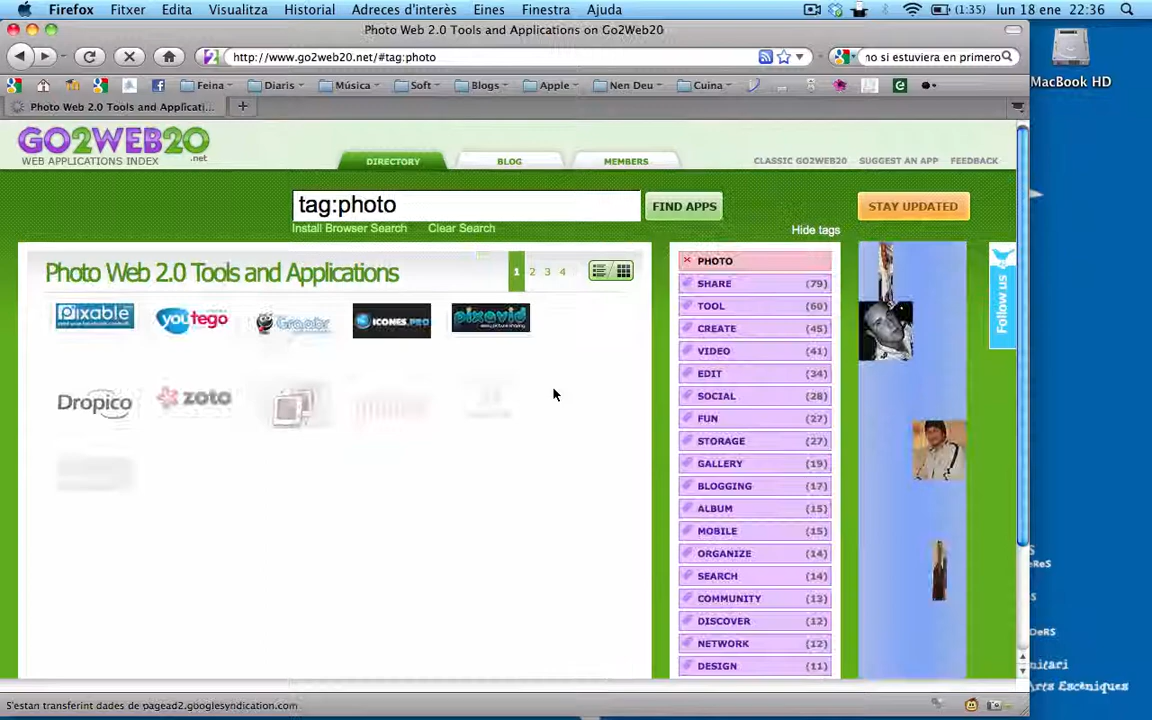 Firefox Fitxer Edita Visualitza Historial Adreces d'interès Eines Finestra Ajuda (1:35) lun 18 ene 22:36
Photo Web 2.0 Tools and Applications on Go2Web20
http://www.go2web20.net/#tag:photo
no si estuviera en primero
MacBook HD
Feina Diaris Música Soft Blogs Apple Nen Deu Cuina
Photo Web 2.0 Tools and Applicati...
GO2WEB20
.net
WEB APPLICATIONS INDEX
DIRECTORY BLOG MEMBERS
CLASSIC GO2WEB20 SUGGEST AN APP FEEDBACK
tag:photo
FIND APPS
STAY UPDATED
Install Browser Search Clear Search
Hide tags
Photo Web 2.0 Tools and Applications
1 2 3 4
Pixable youtego ICONES.PRO pixavid
Dropico zoto
PHOTO
SHARE (79)
TOOL (60)
CREATE (45)
VIDEO (41)
EDIT (34)
SOCIAL (28)
FUN (27)
STORAGE (27)
GALLERY (19)
BLOGGING (17)
ALBUM (15)
MOBILE (15)
ORGANIZE (14)
SEARCH (14)
COMMUNITY (13)
DISCOVER (12)
NETWORK (12)
DESIGN (11)
Follow us
S'estan transferint dades de pagead2.googlesyndication.com